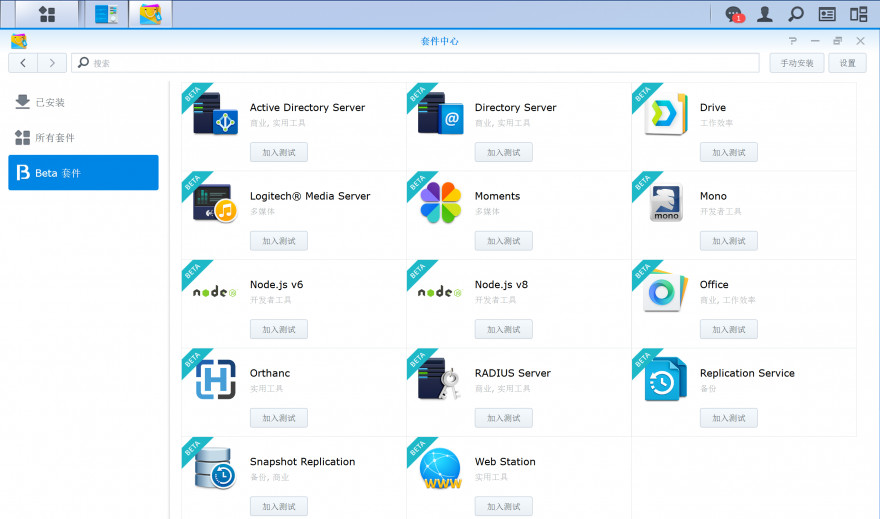 1
套件中心
搜索
手动安装
设置
已安装
所有套件
Beta 套件
BETA
Active Directory Server
商业, 实用工具
加入测试
BETA
@
Directory Server
商业, 实用工具
加入测试
BETA
Drive
工作效率
加入测试
BETA
Logitech® Media Server
多媒体
加入测试
BETA
Moments
多媒体
加入测试
BETA
mono
Mono
开发者工具
加入测试
BETA
node
Node.js v6
开发者工具
加入测试
BETA
node
Node.js v8
开发者工具
加入测试
BETA
Office
商业, 工作效率
加入测试
BETA
Orthanc
实用工具
加入测试
BETA
RADIUS Server
商业, 实用工具
加入测试
BETA
Replication Service
备份
加入测试
BETA
Snapshot Replication
备份, 商业
加入测试
BETA
WWW
Web Station
实用工具
加入测试